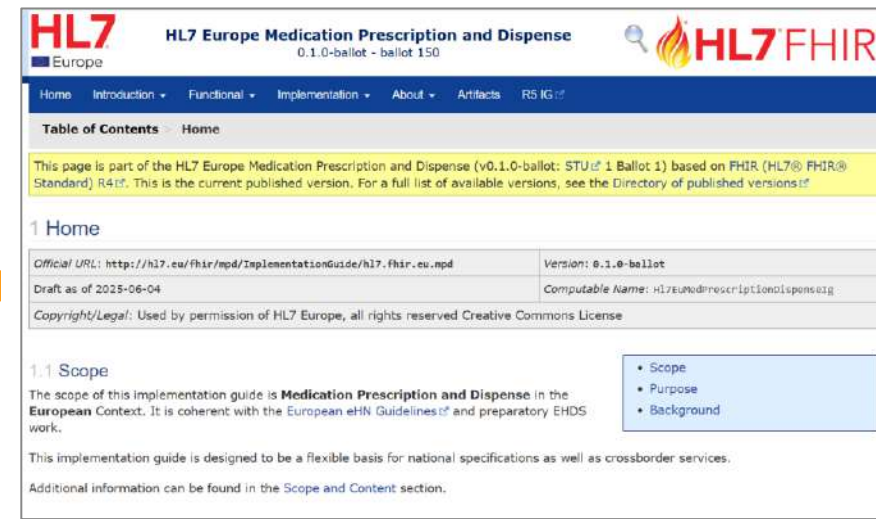 HL7
Europe
HL7 Europe Medication Prescription and Dispense
0.1.0-ballot - ballot 150
HL7 FHIR
Home Introduction Functional Implementation About Artifacts R5 IG
Table of Contents > Home
This page is part of the HL7 Europe Medication Prescription and Dispense (v0.1.0-ballot: STU 1 Ballot 1) based on FHIR (HL7® FHIR®
Standard) R4. This is the current published version. For a full list of available versions, see the Directory of published versions
1 Home
Official URL: http://hl7.eu/fhir/mpd/ImplementationGuide/hl7.fhir.eu.mpd Version: 0.1.0-ballot
Draft as of 2025-06-04 Computable Name: Hl7EuMedPrescriptionDispenseIg
Copyright/Legal: Used by permission of HL7 Europe, all rights reserved Creative Commons License
1.1 Scope
The scope of this implementation guide is Medication Prescription and Dispense in the
European Context. It is coherent with the European eHN Guidelines and preparatory EHDS
work.
• Scope
• Purpose
• Background
This implementation guide is designed to be a flexible basis for national specifications as well as crossborder services.
Additional information can be found in the Scope and Content section.